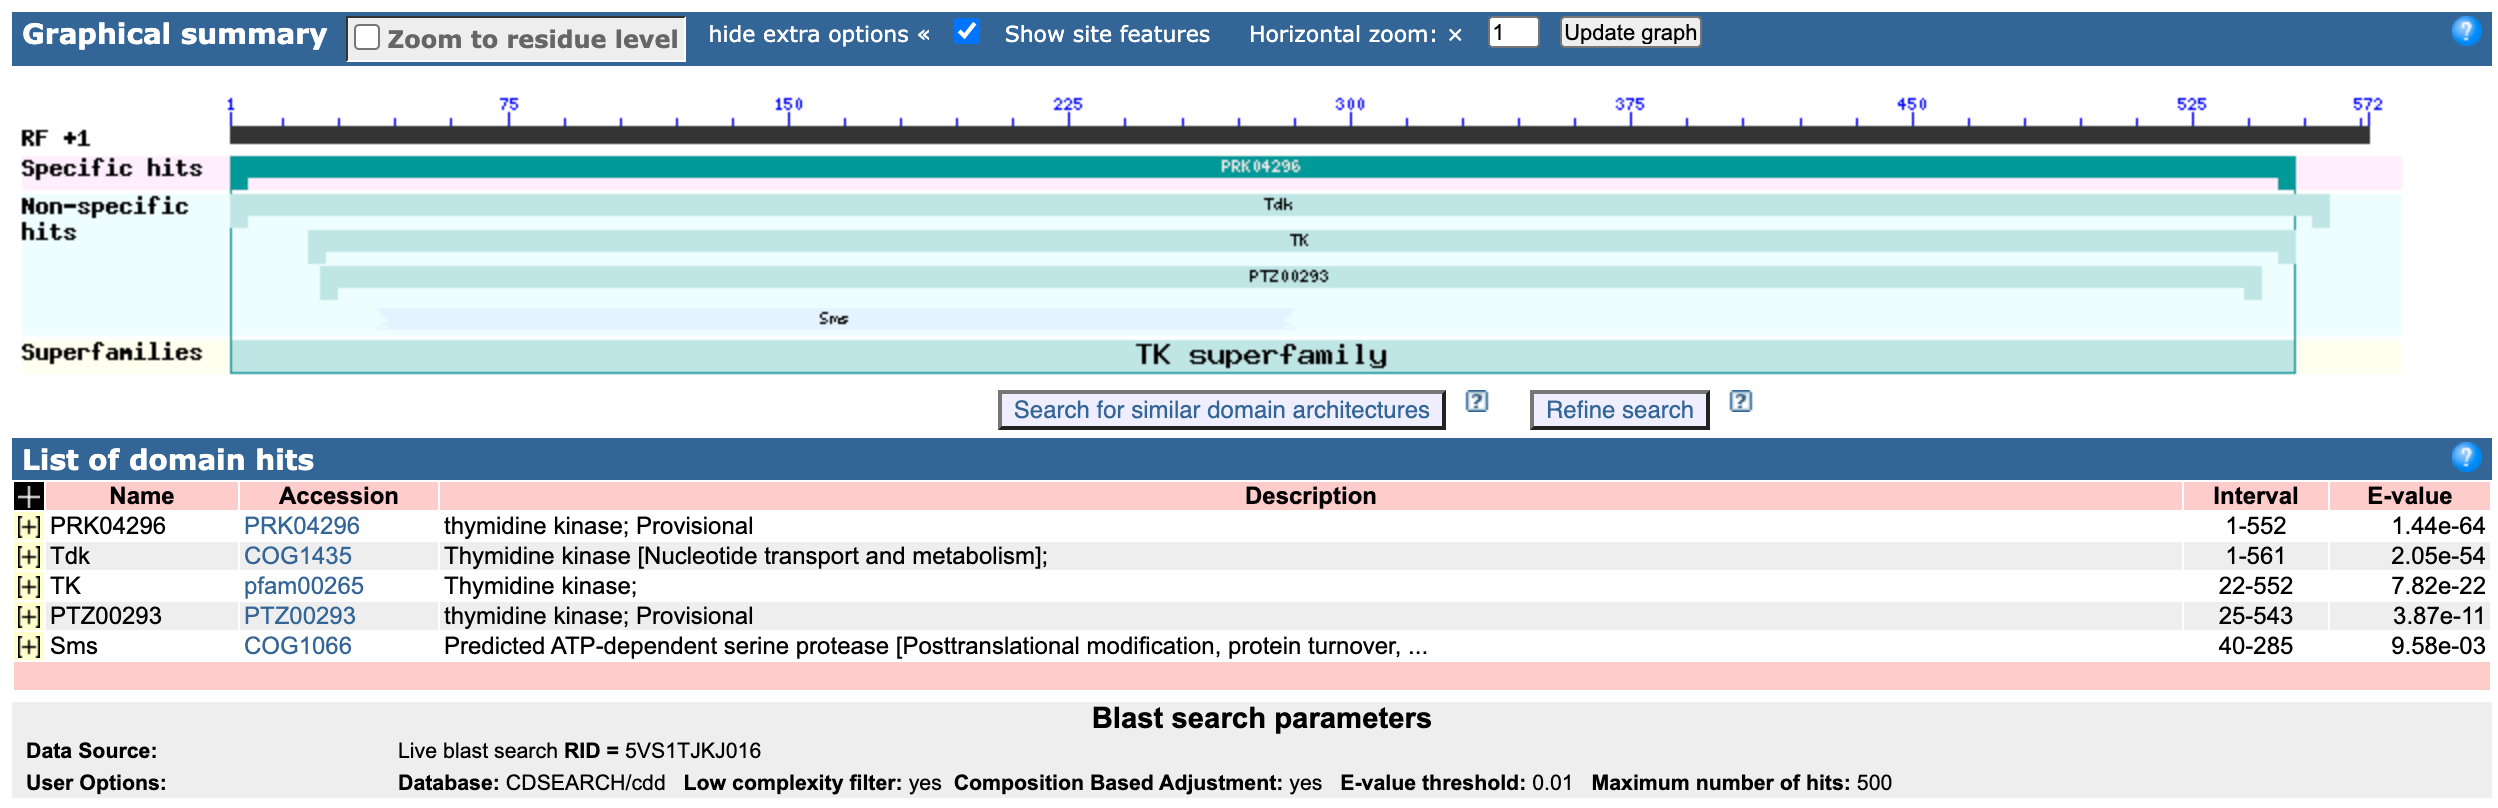 Graphical summary Zoom to residue level hide extra options « Show site features Horizontal zoom: × 1 Update graph ?
1 75 150 225 300 375 450 525 572
RF +1
Specific hits PRK04296
Non-specific hits Tdk
TK
PTZ00293
Sms
Superfamilies TK superfamily
Search for similar domain architectures ? Refine search ?
List of domain hits ?
+ Name Accession Description Interval E-value
[+] PRK04296 PRK04296 thymidine kinase; Provisional 1-552 1.44e-64
[+] Tdk COG1435 Thymidine kinase [Nucleotide transport and metabolism]; 1-561 2.05e-54
[+] TK pfam00265 Thymidine kinase; 22-552 7.82e-22
[+] PTZ00293 PTZ00293 thymidine kinase; Provisional 25-543 3.87e-11
[+] Sms COG1066 Predicted ATP-dependent serine protease [Posttranslational modification, protein turnover, ... 40-285 9.58e-03
Blast search parameters
Data Source: Live blast search RID = 5VS1TJKJ016
User Options: Database: CDSEARCH/cdd Low complexity filter: yes Composition Based Adjustment: yes E-value threshold: 0.01 Maximum number of hits: 500